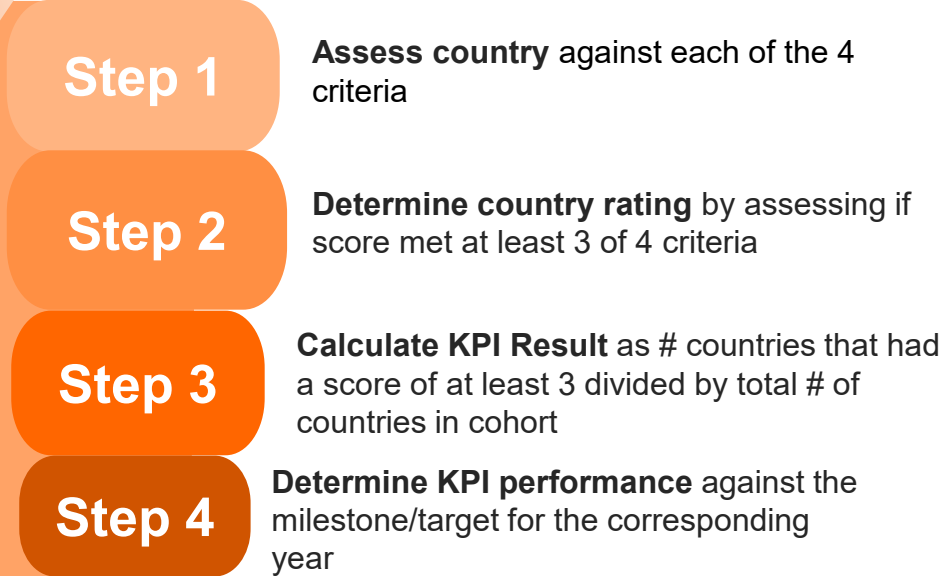 Step 1
Assess country against each of the 4
criteria
Step 2
Determine country rating by assessing if
score met at least 3 of 4 criteria
Step 3
Calculate KPI Result as # countries that had
a score of at least 3 divided by total # of
countries in cohort
Step 4
Determine KPI performance against the
milestone/target for the corresponding
year